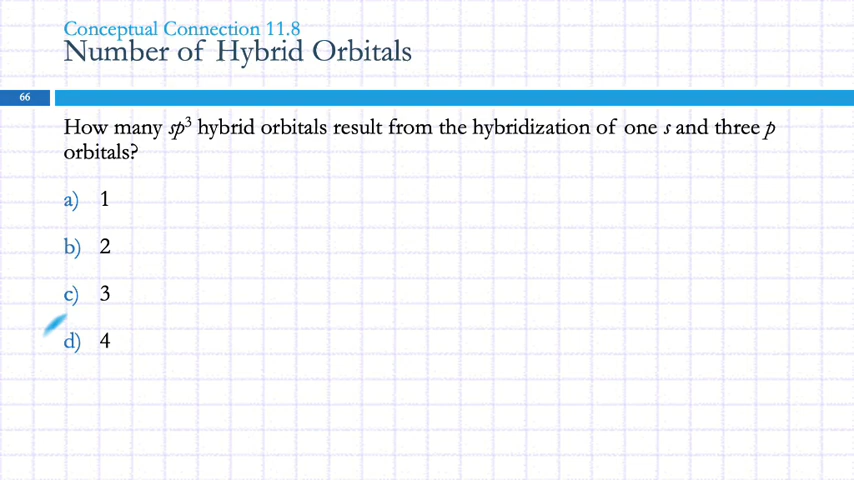 Conceptual Connection 11.8
Number of Hybrid Orbitals
66
How many sp³ hybrid orbitals result from the hybridization of one s and three p
orbitals?
a) 1
b) 2
c) 3
d) 4